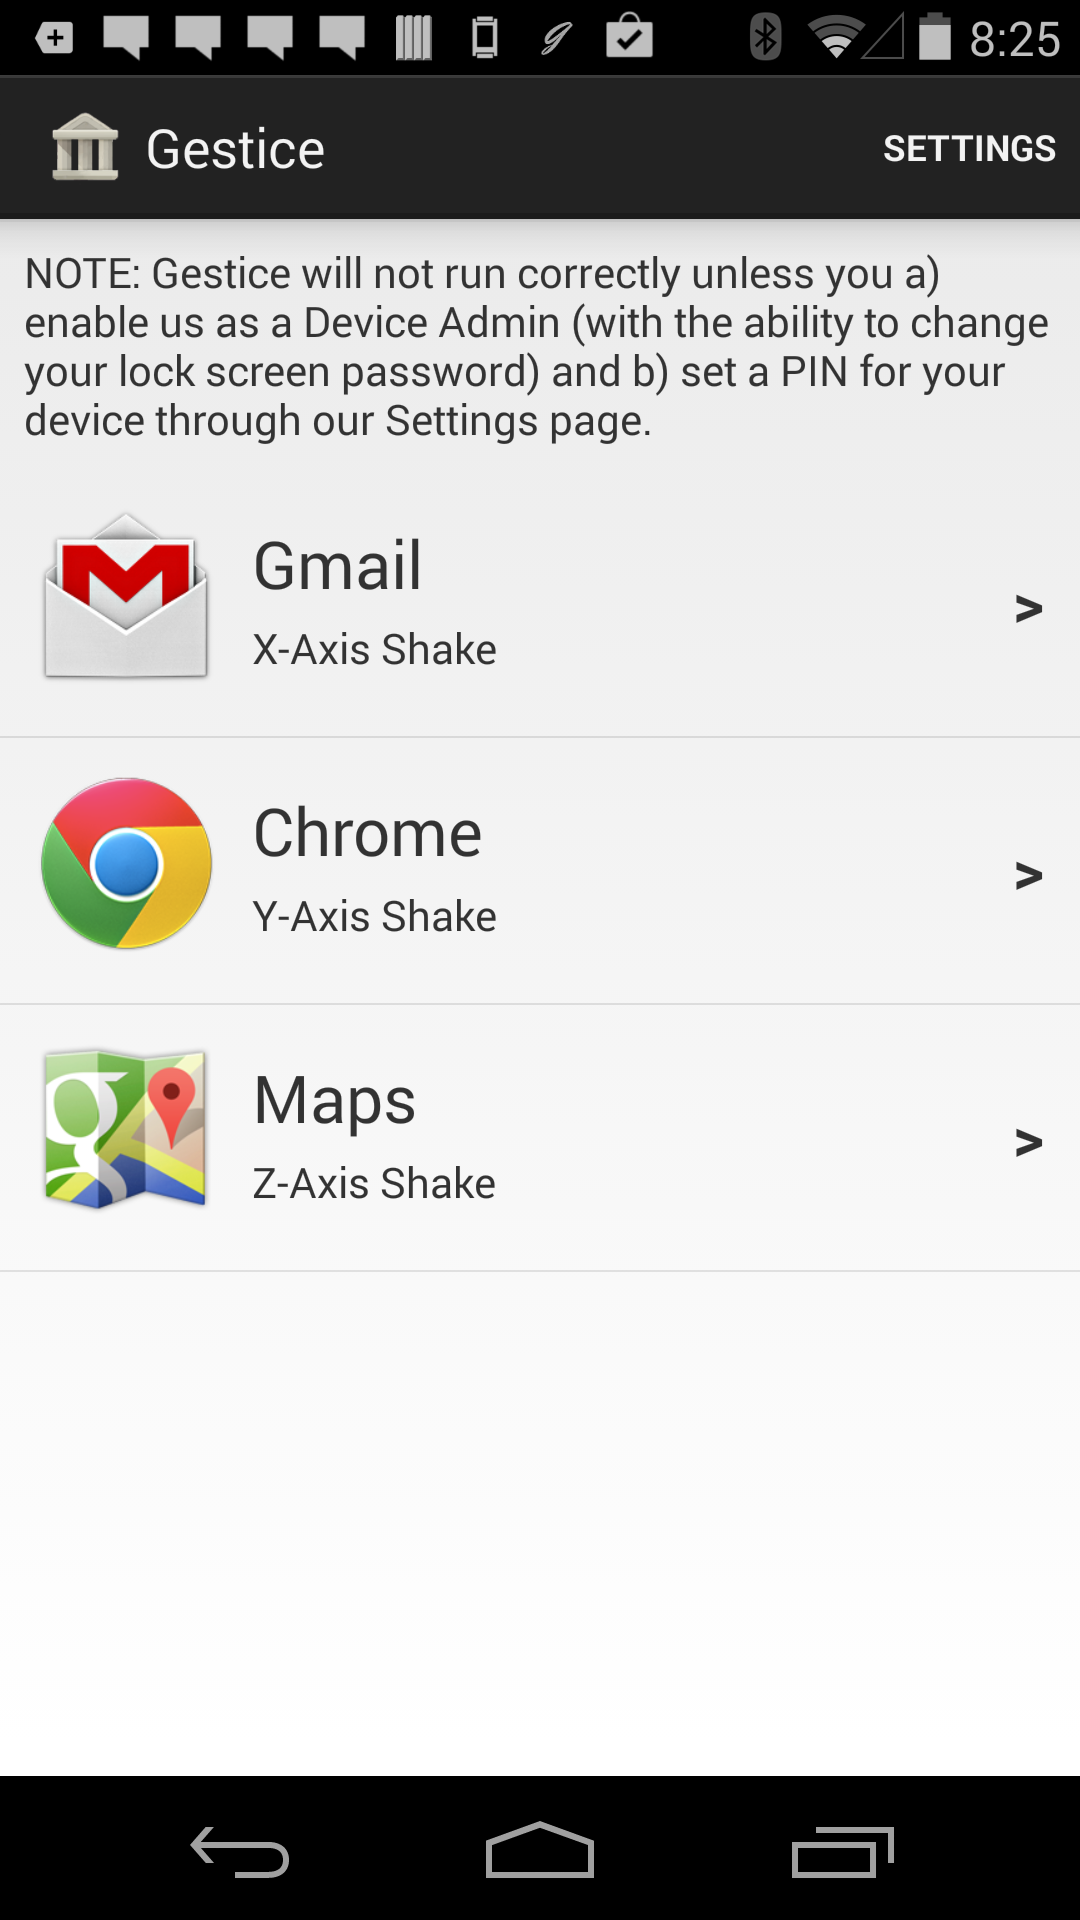 8:25
Gestice
SETTINGS
NOTE: Gestice will not run correctly unless you a)
enable us as a Device Admin (with the ability to change
your lock screen password) and b) set a PIN for your
device through our Settings page.
Gmail
X-Axis Shake
>
Chrome
Y-Axis Shake
>
Maps
Z-Axis Shake
>